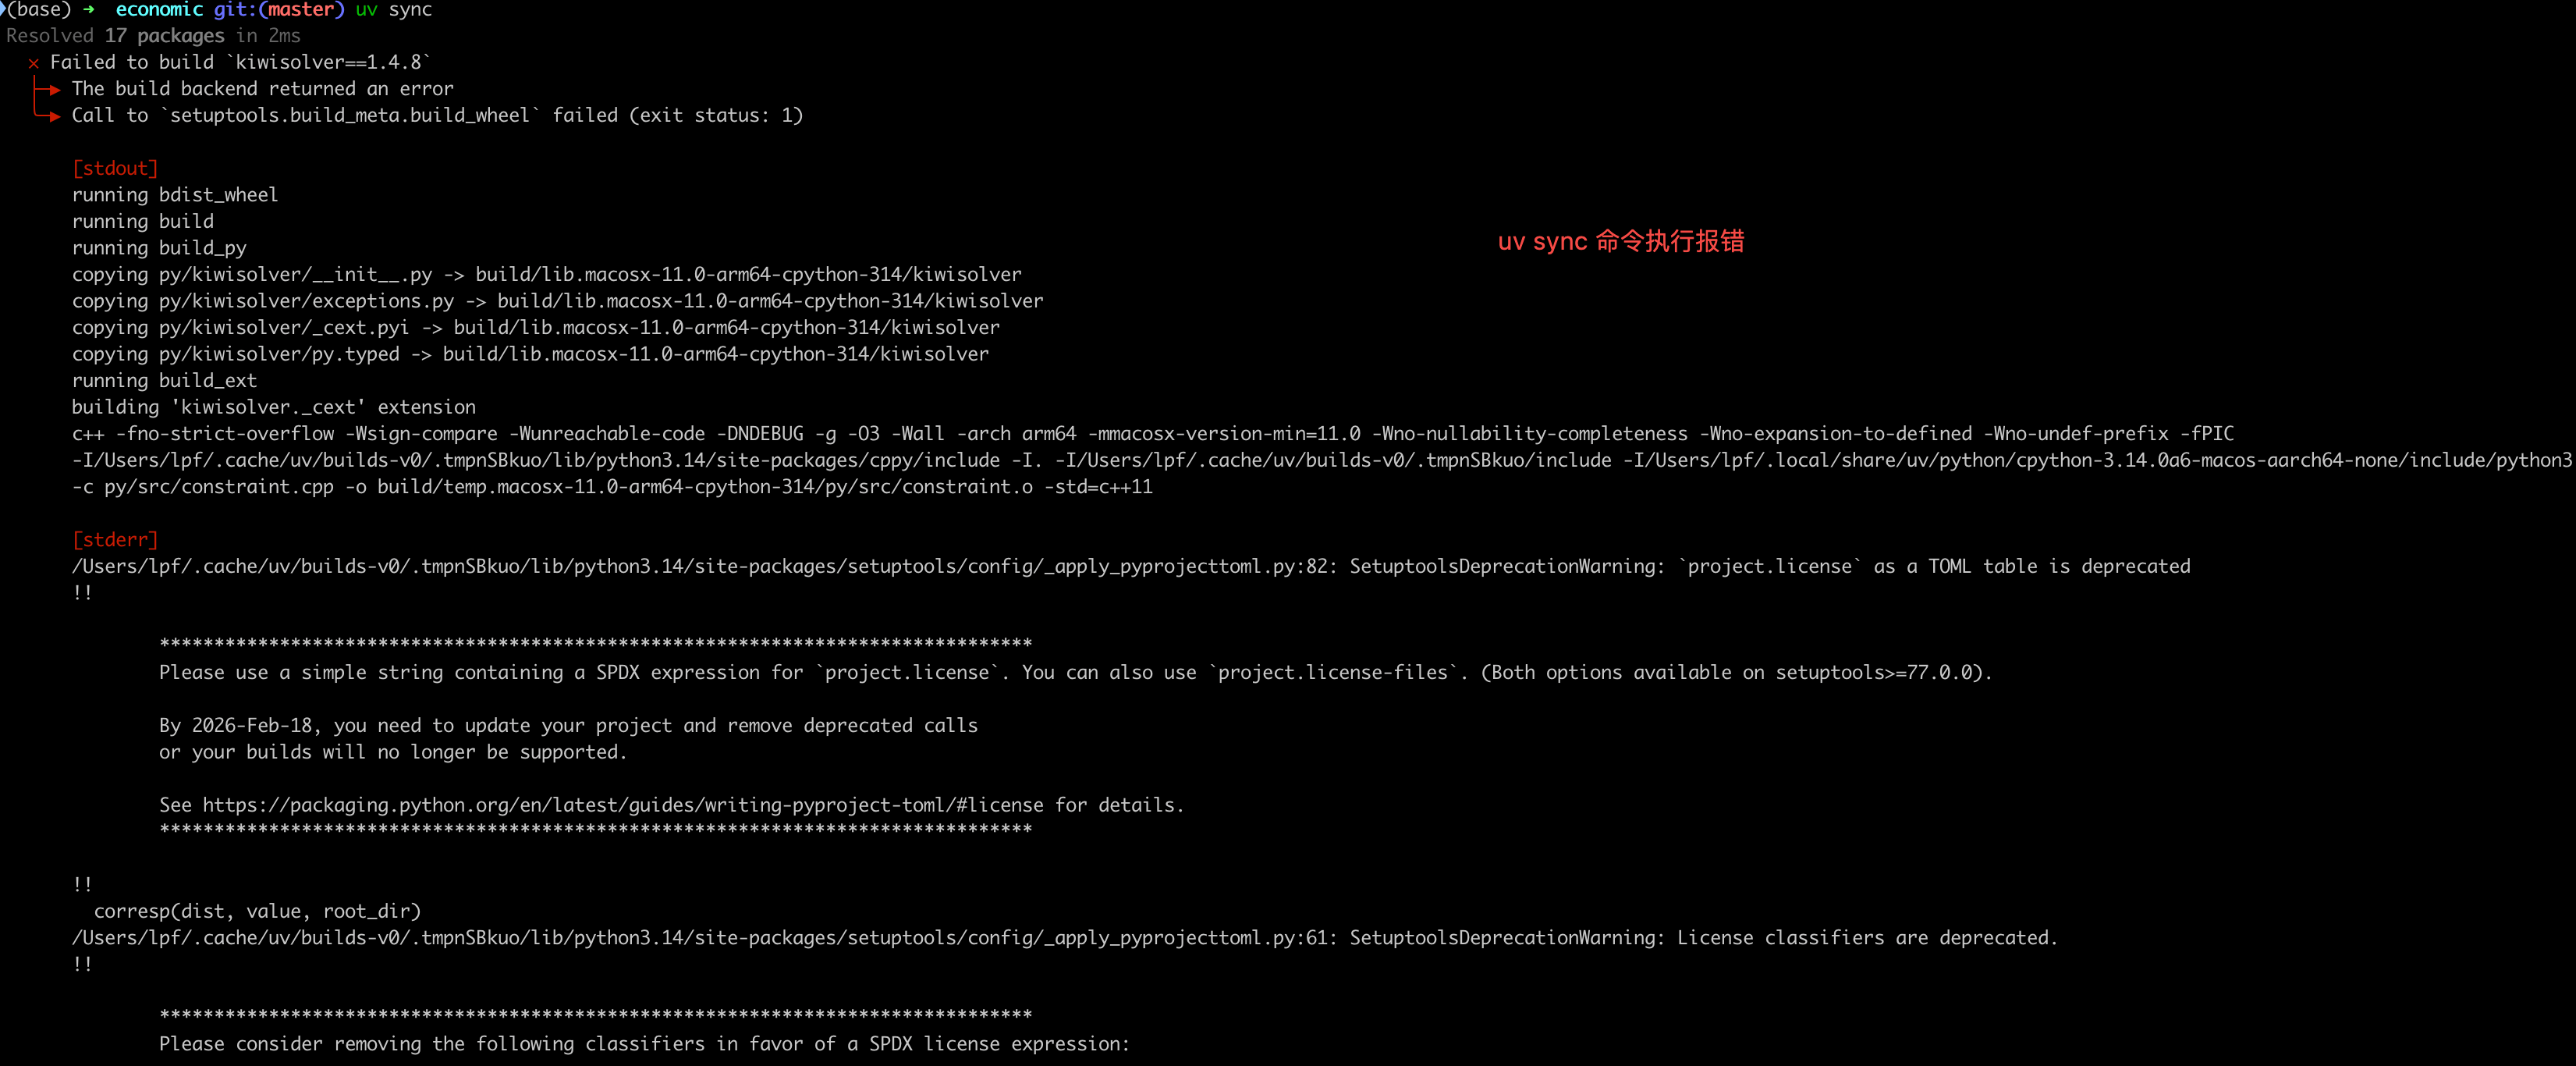 (base) ➜  economic git:(master) uv sync
Resolved 17 packages in 2ms
  × Failed to build `kiwisolver==1.4.8`
  ├─▶ The build backend returned an error
  ╰─▶ Call to `setuptools.build_meta.build_wheel` failed (exit status: 1)
[stdout]
running bdist_wheel
running build
running build_py
uv sync 命令执行报错
copying py/kiwisolver/__init__.py -> build/lib.macosx-11.0-arm64-cpython-314/kiwisolver
copying py/kiwisolver/exceptions.py -> build/lib.macosx-11.0-arm64-cpython-314/kiwisolver
copying py/kiwisolver/_cext.pyi -> build/lib.macosx-11.0-arm64-cpython-314/kiwisolver
copying py/kiwisolver/py.typed -> build/lib.macosx-11.0-arm64-cpython-314/kiwisolver
running build_ext
building 'kiwisolver._cext' extension
c++ -fno-strict-overflow -Wsign-compare -Wunreachable-code -DNDEBUG -g -O3 -Wall -arch arm64 -mmacosx-version-min=11.0 -Wno-nullability-completeness -Wno-expansion-to-defined -Wno-undef-prefix -fPIC
-I/Users/lpf/.cache/uv/builds-v0/.tmpnSBkuo/lib/python3.14/site-packages/cppy/include -I. -I/Users/lpf/.cache/uv/builds-v0/.tmpnSBkuo/include -I/Users/lpf/.local/share/uv/python/cpython-3.14.0a6-macos-aarch64-none/include/python3
-c py/src/constraint.cpp -o build/temp.macosx-11.0-arm64-cpython-314/py/src/constraint.o -std=c++11
[stderr]
/Users/lpf/.cache/uv/builds-v0/.tmpnSBkuo/lib/python3.14/site-packages/setuptools/config/_apply_pyprojecttoml.py:82: SetuptoolsDeprecationWarning: `project.license` as a TOML table is deprecated
!!
********************************************************************************
Please use a simple string containing a SPDX expression for `project.license`. You can also use `project.license-files`. (Both options available on setuptools>=77.0.0).
By 2026-Feb-18, you need to update your project and remove deprecated calls
or your builds will no longer be supported.
See https://packaging.python.org/en/latest/guides/writing-pyproject-toml/#license for details.
********************************************************************************
!!
  corresp(dist, value, root_dir)
/Users/lpf/.cache/uv/builds-v0/.tmpnSBkuo/lib/python3.14/site-packages/setuptools/config/_apply_pyprojecttoml.py:61: SetuptoolsDeprecationWarning: License classifiers are deprecated.
!!
********************************************************************************
Please consider removing the following classifiers in favor of a SPDX license expression: